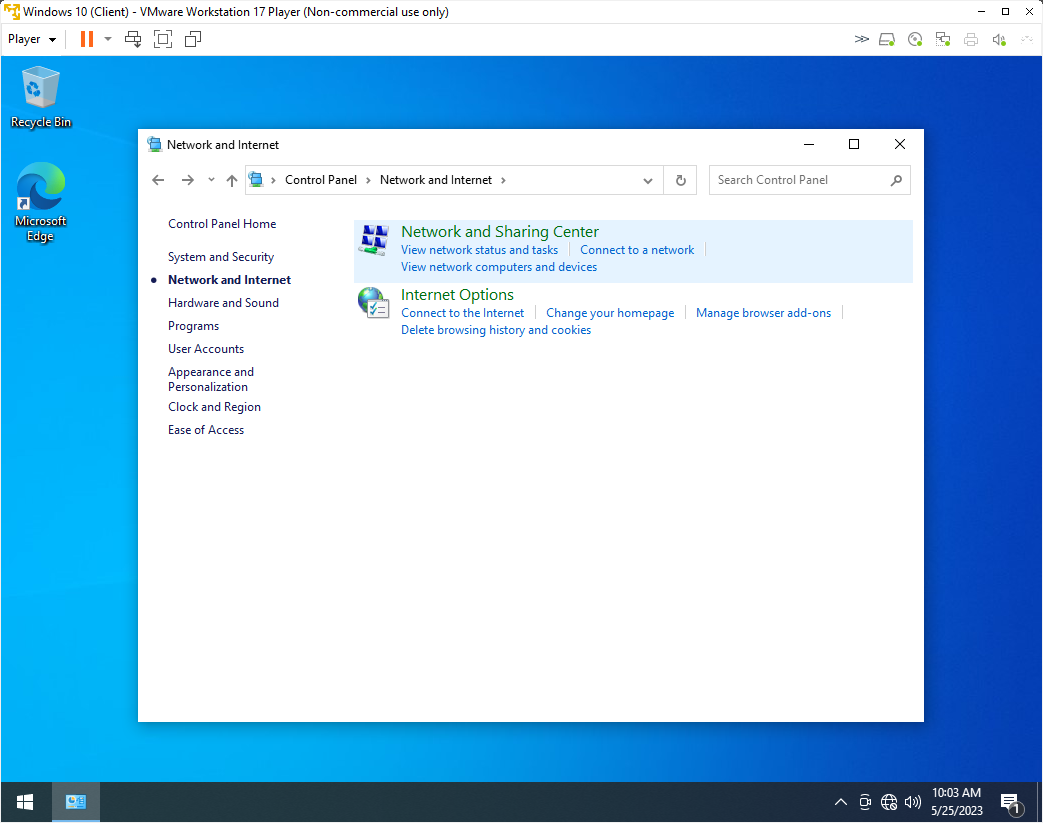 Windows 10 (Client) - VMware Workstation 17 Player (Non-commercial use only)
Player
Recycle Bin
Microsoft
Edge
Network and Internet
Control Panel > Network and Internet >
Search Control Panel
Control Panel Home
System and Security
Network and Internet
Hardware and Sound
Programs
User Accounts
Appearance and
Personalization
Clock and Region
Ease of Access
Network and Sharing Center
View network status and tasks | Connect to a network |
View network computers and devices
Internet Options
Connect to the Internet | Change your homepage | Manage browser add-ons |
Delete browsing history and cookies
10:03 AM
5/25/2023
1